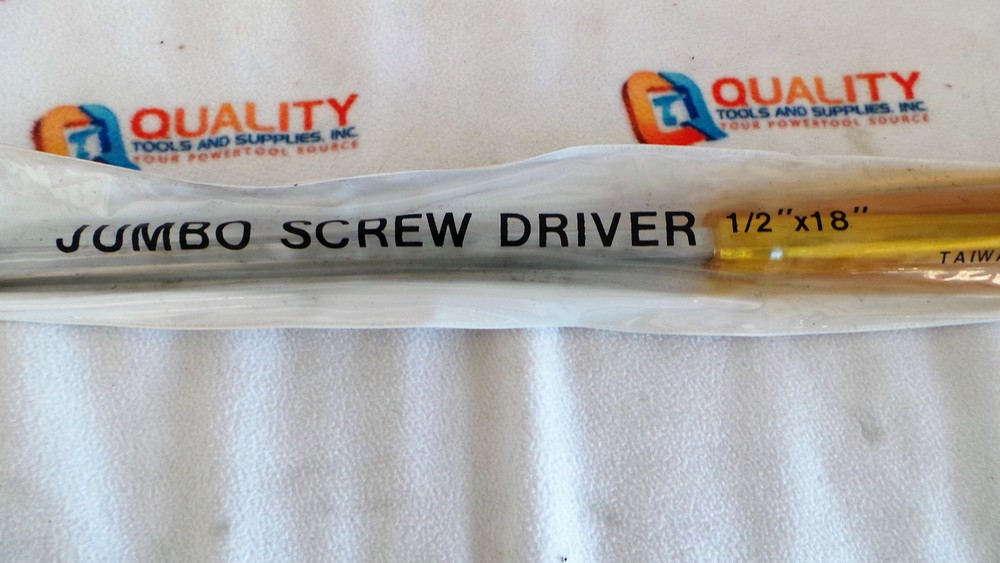 QUALITY
TOOLS AND SUPPLIES, INC
YOUR POWERTOOL SOURCE
QUALITY
TOOLS AND SUPPLIES, INC.
YOUR POWERTOOL SOURCE
JUMBO SCREW DRIVER 1/2"x18"
TAIWA